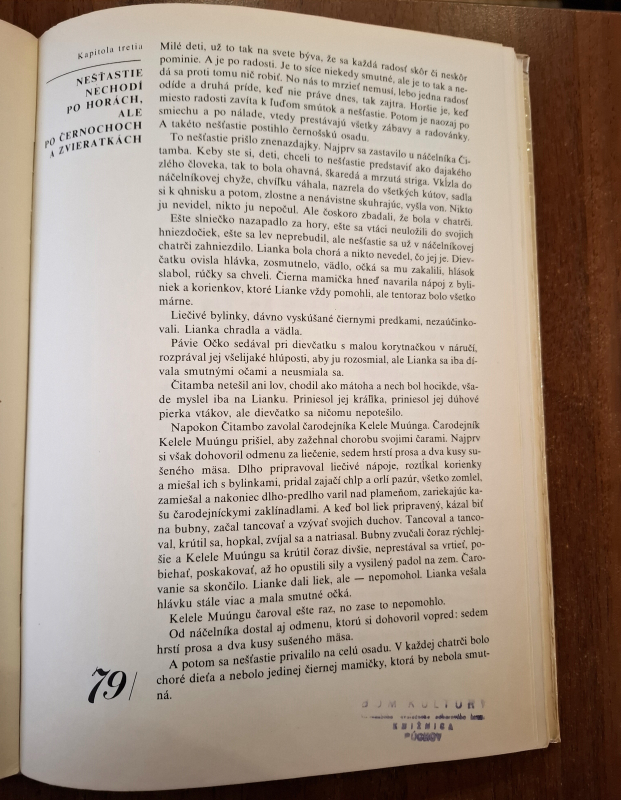 Kapitola tretia
NEŠŤASTIE
NECHODÍ
PO HORÁCH,
ALE
PO ČERNOCHOCH
A ZVIERATKÁCH
Milé deti, už to tak na svete býva, že sa každá radosť skôr či neskôr
pominie. A je po radosti. Je to síce niekedy smutné, ale je to tak a ne-
dá sa proti tomu nič robiť. No nás to mrzieť nemusí, lebo jedna radosť
odíde a druhá príde, keď nie práve dnes, tak zajtra. Horšie je, keď
miesto radosti zavíta k ľuďom smútok a nešťastie. Potom je naozaj po
smiechu a po nálade, vtedy prestávajú všetky zábavy a radovánky.
A takéto nešťastie postihlo černošskú osadu.
To nešťastie prišlo znenazdajky. Najprv sa zastavilo u náčelníka Či-
tamba. Keby ste si, deti, chceli to nešťastie predstaviť ako dajakého
zlého človeka, tak to bola ohavná, škaredá a mrzutá striga. Vkĺzla do
náčelníkovej chyže, chvíľku váhala, nazrela do všetkých kútov, sadla
si k ohnisku a potom, zlostne a nenávistne skuhrajúc, vyšla von. Nikto
ju nevidel, nikto ju nepočul. Ale čoskoro zbadali, že bola v chatrči.
Ešte slniečko nazapadlo za hory, ešte sa vtáci neuložili do svojich
hniezdočiek, ešte sa lev neprebudil, ale nešťastie sa už v náčelníkovej
chatrči zahniezdilo. Lianka bola chorá a nikto nevedel, čo jej je. Diev-
čatku ovisla hlávka, zosmutnelo, vädlo, očká sa mu zakalili, hlások
slabol, rúčky sa chveli. Čierna mamička hneď navarila nápoj z byli-
niek a korienkov, ktoré Lianke vždy pomohli, ale tentoraz bolo všetko
márne.
Liečivé bylinky, dávno vyskúšané čiernymi predkami, nezaúčinko-
vali. Lianka chradla a vädla.
Pávie Očko sedával pri dievčatku s malou korytnačkou v náručí,
rozprával jej všelijaké hlúposti, aby ju rozosmial, ale Lianka sa iba dí-
vala smutnými očami a neusmiala sa.
Čitamba netešil ani lov, chodil ako mátoha a nech bol hocikde, vša-
de myslel iba na Lianku. Priniesol jej kráľika, priniesol jej dúhové
pierka vtákov, ale dievčatko sa ničomu nepotešilo.
Napokon Čitambo zavolal čarodejníka Kelele Muúnga. Čarodejník
Kelele Muúngu prišiel, aby zažehnal chorobu svojimi čarami. Najprv
si však dohovoril odmenu za liečenie, sedem hrstí prosa a dva kusy su-
šeného mäsa. Dlho pripravoval liečivé nápoje, roztĺkal korienky
a miešal ich s bylinkami, pridal zajačí chlp a orlí pazúr, všetko zomlel,
zamiešal a nakoniec dlho-predlho varil nad plameňom, zariekajúc ka-
šu čarodejníckymi zaklínadlami. A keď bol liek pripravený, kázal biť
na bubny, začal tancovať a vzývať svojich duchov. Tancoval a tanco-
val, krútil sa, hopkal, zvíjal sa a natriasal. Bubny zvučali čoraz rýchlej-
šie a Kelele Muúngu sa krútil čoraz divšie, neprestával sa vrtieť, po-
biehať, poskakovať, až ho opustili sily a vysilený padol na zem. Čaro-
vanie sa skončilo. Lianke dali liek, ale — nepomohol. Lianka vešala
hlávku stále viac a mala smutné očká.
Kelele Muúngu čaroval ešte raz, no zase to nepomohlo.
Od náčelníka dostal aj odmenu, ktorú si dohovoril vopred: sedem
hrstí prosa a dva kusy sušeného mäsa.
A potom sa nešťastie privalilo na celú osadu. V každej chatrči bolo
choré dieťa a nebolo jedinej čiernej mamičky, ktorá by nebola smut-
ná.
79/
DOM KULTÚRY
KNIŽNICA
PÚCHOV